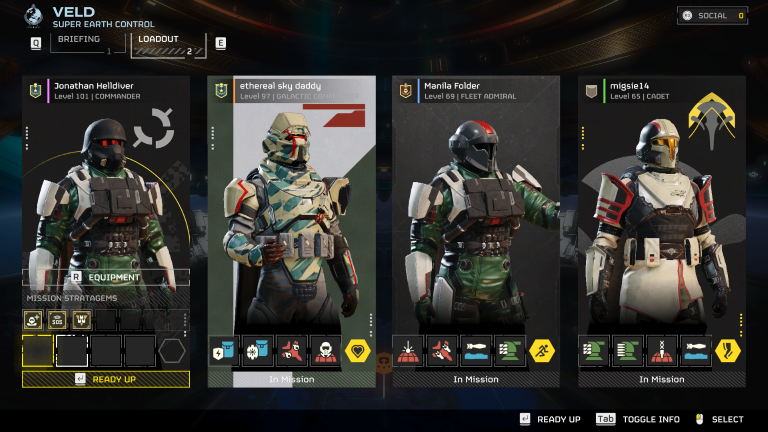 VELD
SUPER EARTH CONTROL
SOCIAL 0
Q BRIEFING 1 LOADOUT 2 E
Jonathan Helldiver
Level 101 | COMMANDER
ethereal sky daddy
Level 97 | GALACTIC
Manila Folder
Level 69 | FLEET ADMIRAL
migsie14
Level 65 | CADET
R EQUIPMENT
MISSION STRATAGEMS
SOS
READY UP
In Mission
In Mission
In Mission
READY UP Tab TOGGLE INFO SELECT